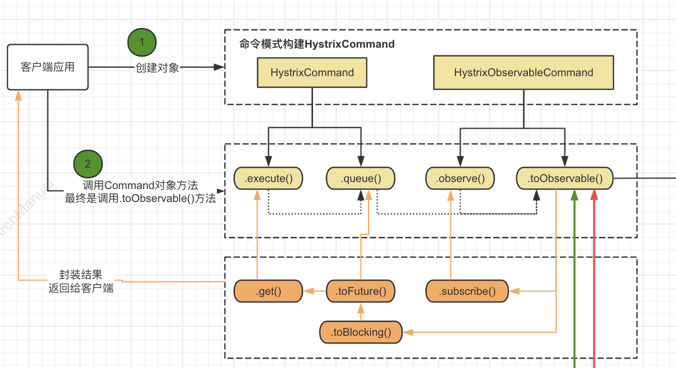 1
命令模式构建HystrixCommand
客户端应用
创建对象
HystrixCommand
HystrixObservableCommand
2
调用Command对象方法
最终是调用.toObservable()方法
.execute()
.queue()
.observe()
.toObservable()
封装结果
返回给客户端
.get()
.toFuture()
.subscribe()
.toBlocking()